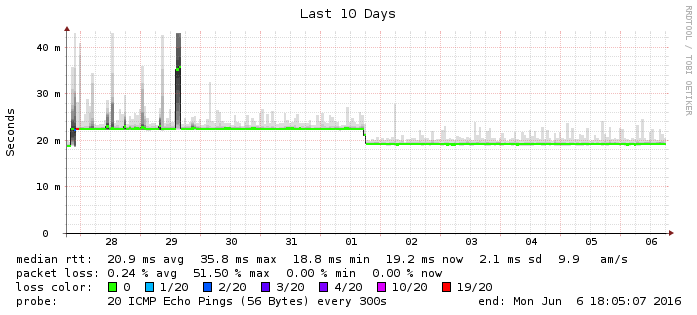 Last 10 Days
RRDTOOL / TOBI OETIKER
Seconds
40 m
30 m
20 m
10 m
0
28 29 30 31 01 02 03 04 05 06
median rtt: 20.9 ms avg 35.8 ms max 18.8 ms min 19.2 ms now 2.1 ms sd 9.9 am/s
packet loss: 0.24 % avg 51.50 % max 0.00 % min 0.00 % now
loss color: 0 1/20 2/20 3/20 4/20 10/20 19/20
probe: 20 ICMP Echo Pings (56 Bytes) every 300s end: Mon Jun 6 18:05:07 2016